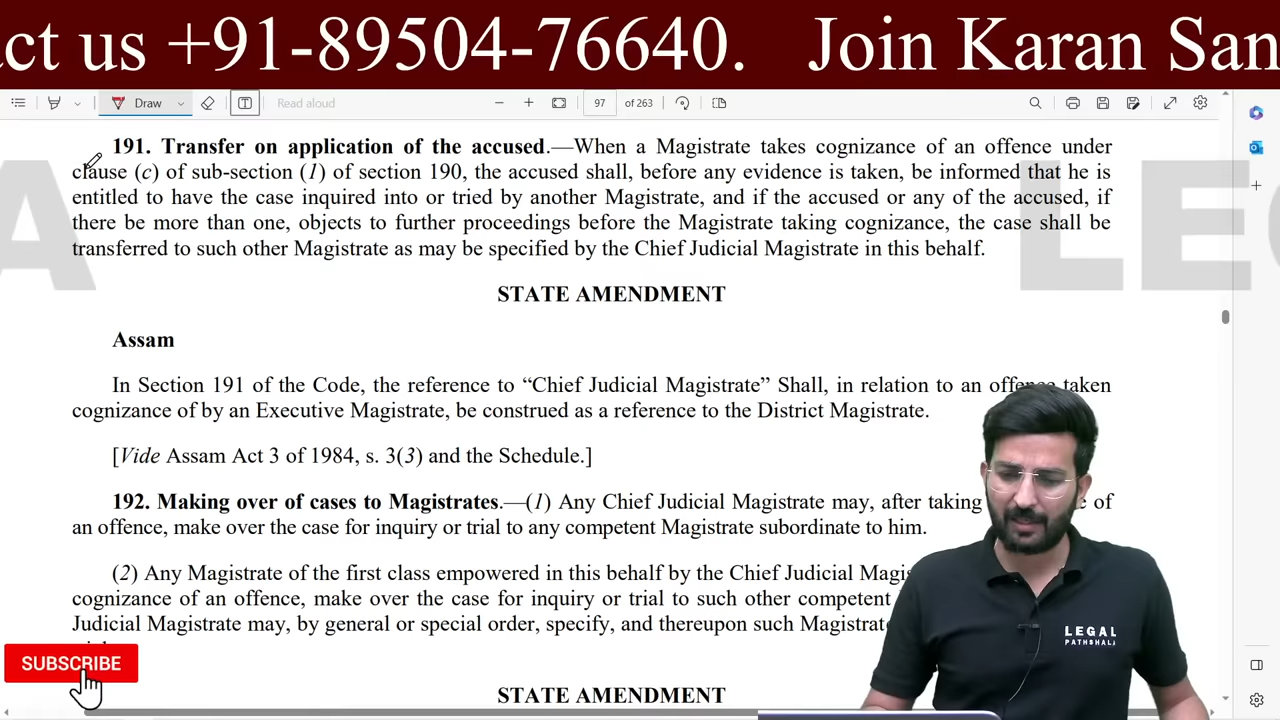 ct us +91-89504-76640. Join Karan San
Draw
Read aloud
97 of 263
191. Transfer on application of the accused.—When a Magistrate takes cognizance of an offence under
clause (c) of sub-section (1) of section 190, the accused shall, before any evidence is taken, be informed that he is
entitled to have the case inquired into or tried by another Magistrate, and if the accused or any of the accused, if
there be more than one, objects to further proceedings before the Magistrate taking cognizance, the case shall be
transferred to such other Magistrate as may be specified by the Chief Judicial Magistrate in this behalf.
A
LE
STATE AMENDMENT
Assam
In Section 191 of the Code, the reference to “Chief Judicial Magistrate” Shall, in relation to an offence taken
cognizance of by an Executive Magistrate, be construed as a reference to the District Magistrate.
[Vide Assam Act 3 of 1984, s. 3(3) and the Schedule.]
192. Making over of cases to Magistrates.—(1) Any Chief Judicial Magistrate may, after taking of
an offence, make over the case for inquiry or trial to any competent Magistrate subordinate to him.
(2) Any Magistrate of the first class empowered in this behalf by the Chief Judicial Magis
cognizance of an offence, make over the case for inquiry or trial to such other competent
Judicial Magistrate may, by general or special order, specify, and thereupon such Magistrate
SUBSCRIBE
LEGAL
PATHSHALA
STATE AMENDMENT